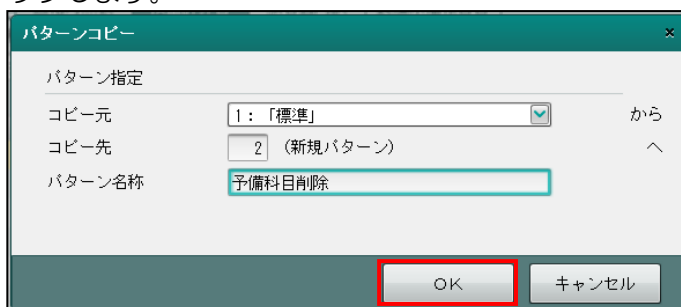 パターンコピー ×
パターン指定
コピー元 1：「標準」 から
コピー先 2 （新規パターン） へ
パターン名称 予備科目削除
OK キャンセル